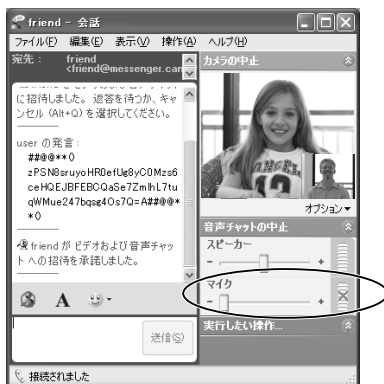 friend - 会話
ファイル(F) 編集(E) 表示(V) 操作(A) ヘルプ(H)
宛先： friend
<friend@messenger.can
に招待しました。返答を待つか、キャ
ンセル (Alt+Q) を選択してください。
user の発言：
##@@**0
zPSN8sruyoHR0efUg8yC0Mzs6
ceHQEJBFEBCQaSe7ZmlhL7tu
qWMue247bqsg4Os7Q=A##@@*
*0
friend が ビデオおよび音声チャッ
ト への招待を承諾しました。
A
送信(S)
接続されました
カメラの中止
オプション
音声チャットの中止
スピーカー
- +
マイク
- +
実行したい操作...